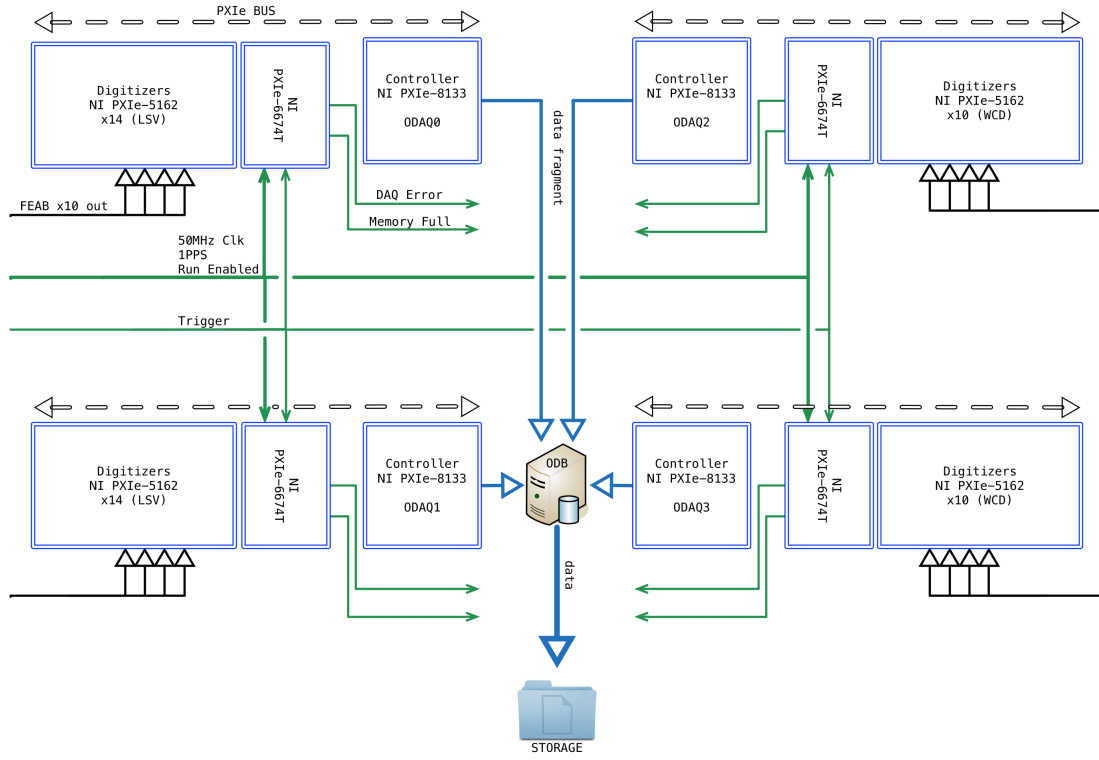 PXIe BUS
Digitizers
NI PXIe-5162
x14 (LSV)
NI
PXIe-6674T
Controller
NI PXIe-8133
ODAQ0
Controller
NI PXIe-8133
ODAQ2
NI
PXIe-6674T
Digitizers
NI PXIe-5162
x10 (WCD)
data fragment
FEAB x10 out
DAQ Error
Memory Full
50MHz Clk
1PPS
Run Enabled
Trigger
Digitizers
NI PXIe-5162
x14 (LSV)
NI
PXIe-6674T
Controller
NI PXIe-8133
ODAQ1
ODB
Controller
NI PXIe-8133
ODAQ3
NI
PXIe-6674T
Digitizers
NI PXIe-5162
x10 (WCD)
data
STORAGE